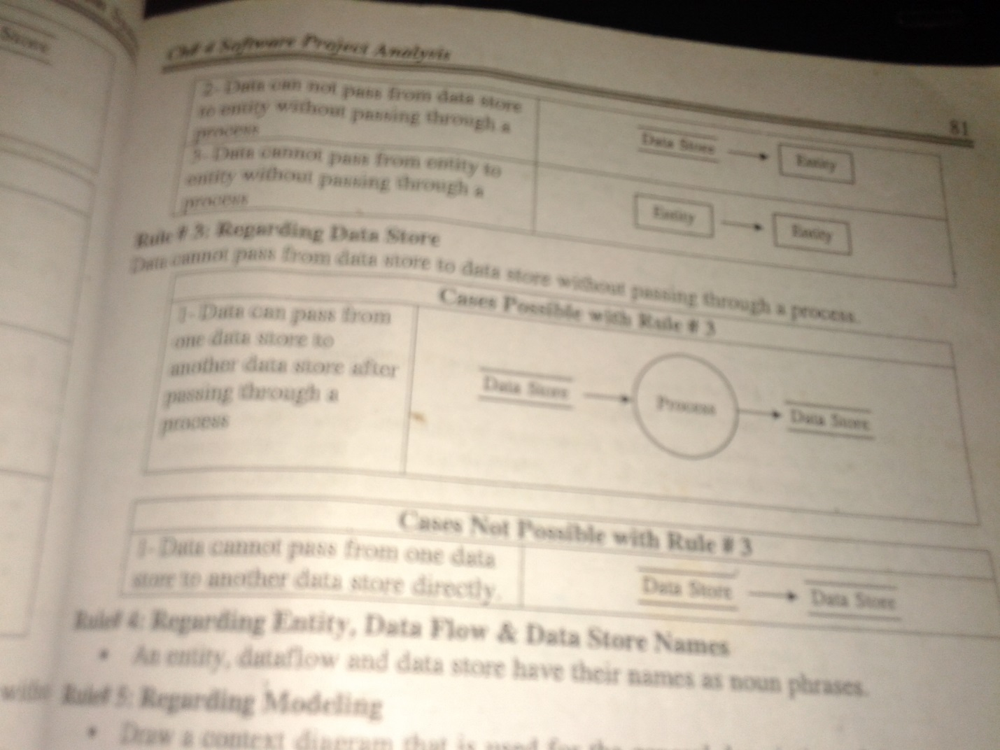 Ch# 4 Software Project Analysis
81
2- Data can not pass from data store
to entity without passing through a
process
Data Store
Entity
3- Data cannot pass from entity to
entity without passing through a
process
Entity
Entity
Rule # 3: Regarding Data Store
Data cannot pass from data store to data store without passing through a process.
Cases Possible with Rule # 3
1- Data can pass from
one data store to
another data store after
passing through a
process
Data Store
Process
Data Store
Cases Not Possible with Rule # 3
1- Data cannot pass from one data
store to another data store directly.
Data Store
Data Store
Rule# 4: Regarding Entity, Data Flow & Data Store Names
• An entity, dataflow and data store have their names as noun phrases.
Rule# 5: Regarding Modeling
• Draw a context diagram that is used for the general
Store